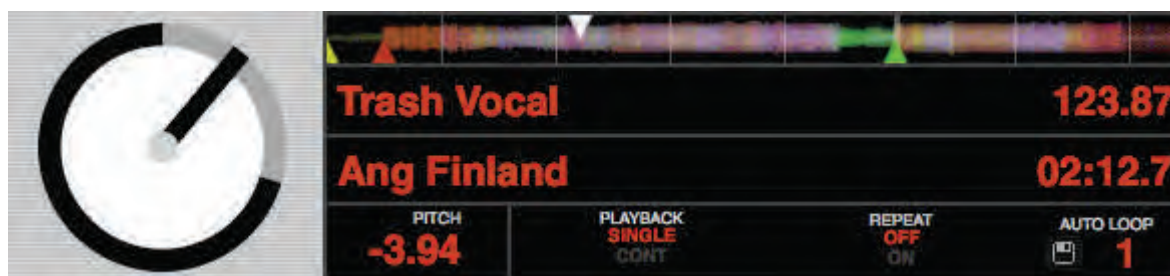 Trash Vocal 123.87
Ang Finland 02:12.7
PITCH PLAYBACK REPEAT AUTO LOOP
-3.94 SINGLE OFF 1
CONT ON